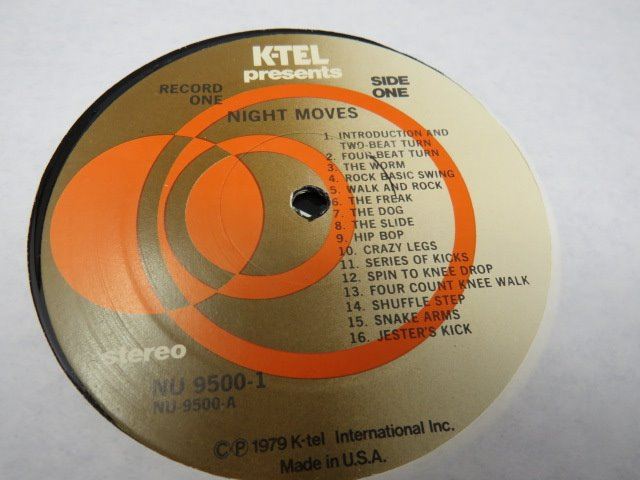 K-TEL
presents
RECORD
ONE
SIDE
ONE
NIGHT MOVES
1. INTRODUCTION AND
TWO-BEAT TURN
2. FOUR BEAT TURN
3. THE WORM
4. ROCK BASIC SWING
5. WALK AND ROCK
6. THE FREAK
7. THE DOG
8. THE SLIDE
9. HIP BOP
10. CRAZY LEGS
11. SERIES OF KICKS
12. SPIN TO KNEE DROP
13. FOUR COUNT KNEE WALK
14. SHUFFLE STEP
15. SNAKE ARMS
16. JESTER'S KICK
stereo
NU 9500-1
NU-9500-A
©℗ 1979 K-tel International Inc.
Made in U.S.A.